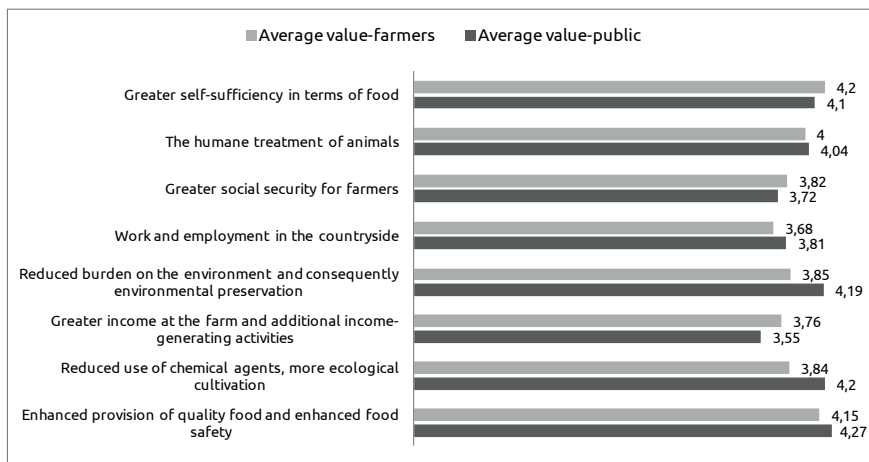 Average value-farmers Average value-public
Greater self-sufficiency in terms of food
4,2
4,1
The humane treatment of animals
4
4,04
Greater social security for farmers
3,82
3,72
Work and employment in the countryside
3,68
3,81
Reduced burden on the environment and consequently
environmental preservation
3,85
4,19
Greater income at the farm and additional income-
generating activities
3,76
3,55
Reduced use of chemical agents, more ecological
cultivation
3,84
4,2
Enhanced provision of quality food and enhanced food
safety
4,15
4,27